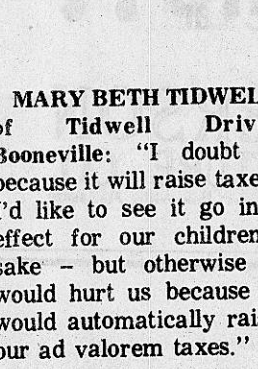 MARY BETH TIDWEL
of Tidwell Driv
Booneville: “I doubt
because it will raise taxe
I’d like to see it go in
effect for our children
sake – but otherwise
would hurt us because
would automatically rai
our ad valorem taxes.”